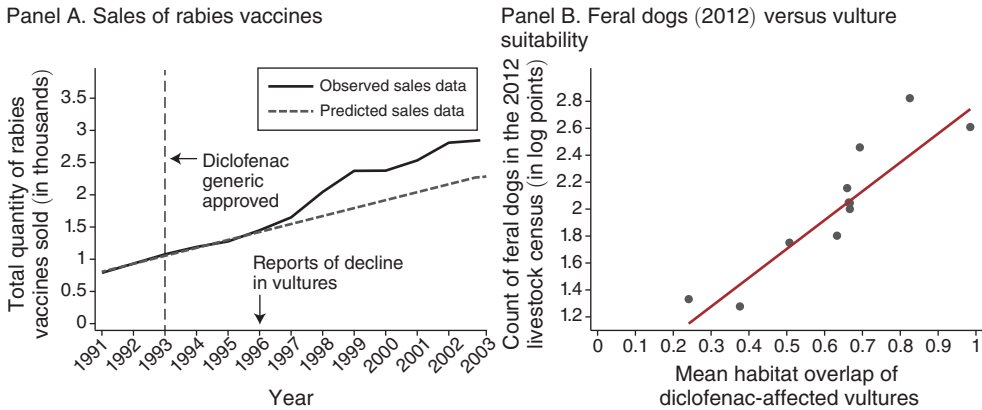 Panel A. Sales of rabies vaccines
Total quantity of rabies
vaccines sold (in thousands)
3.5
3
2.5
2
1.5
1
0.5
0
Observed sales data
Predicted sales data
Diclofenac
generic
approved
Reports of decline
in vultures
1991
1992
1993
1994
1995
1996
1997
1998
1999
2000
2001
2002
2003
Year
Panel B. Feral dogs (2012) versus vulture
suitability
Count of feral dogs in the 2012
livestock census (in log points)
2.8
2.6
2.4
2.2
2
1.8
1.6
1.4
1.2
0 0.1 0.2 0.3 0.4 0.5 0.6 0.7 0.8 0.9 1
Mean habitat overlap of
diclofenac-affected vultures